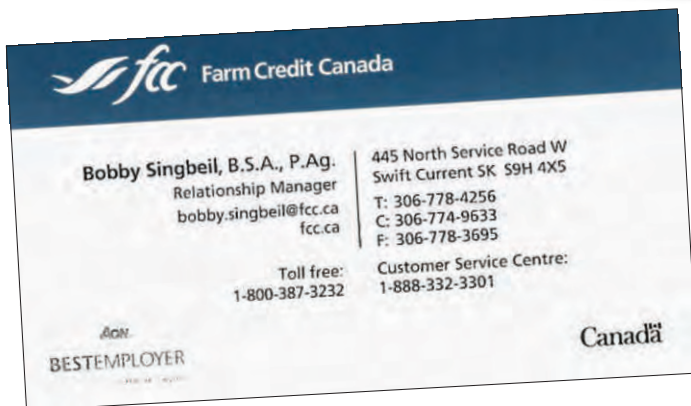 fcc Farm Credit Canada
Bobby Singbeil, B.S.A., P.Ag.
Relationship Manager
bobby.singbeil@fcc.ca
fcc.ca
445 North Service Road W
Swift Current SK S9H 4X5
T: 306-778-4256
C: 306-774-9633
F: 306-778-3695
Toll free:
1-800-387-3232
Customer Service Centre:
1-888-332-3301
AON
BESTEMPLOYER
Canada